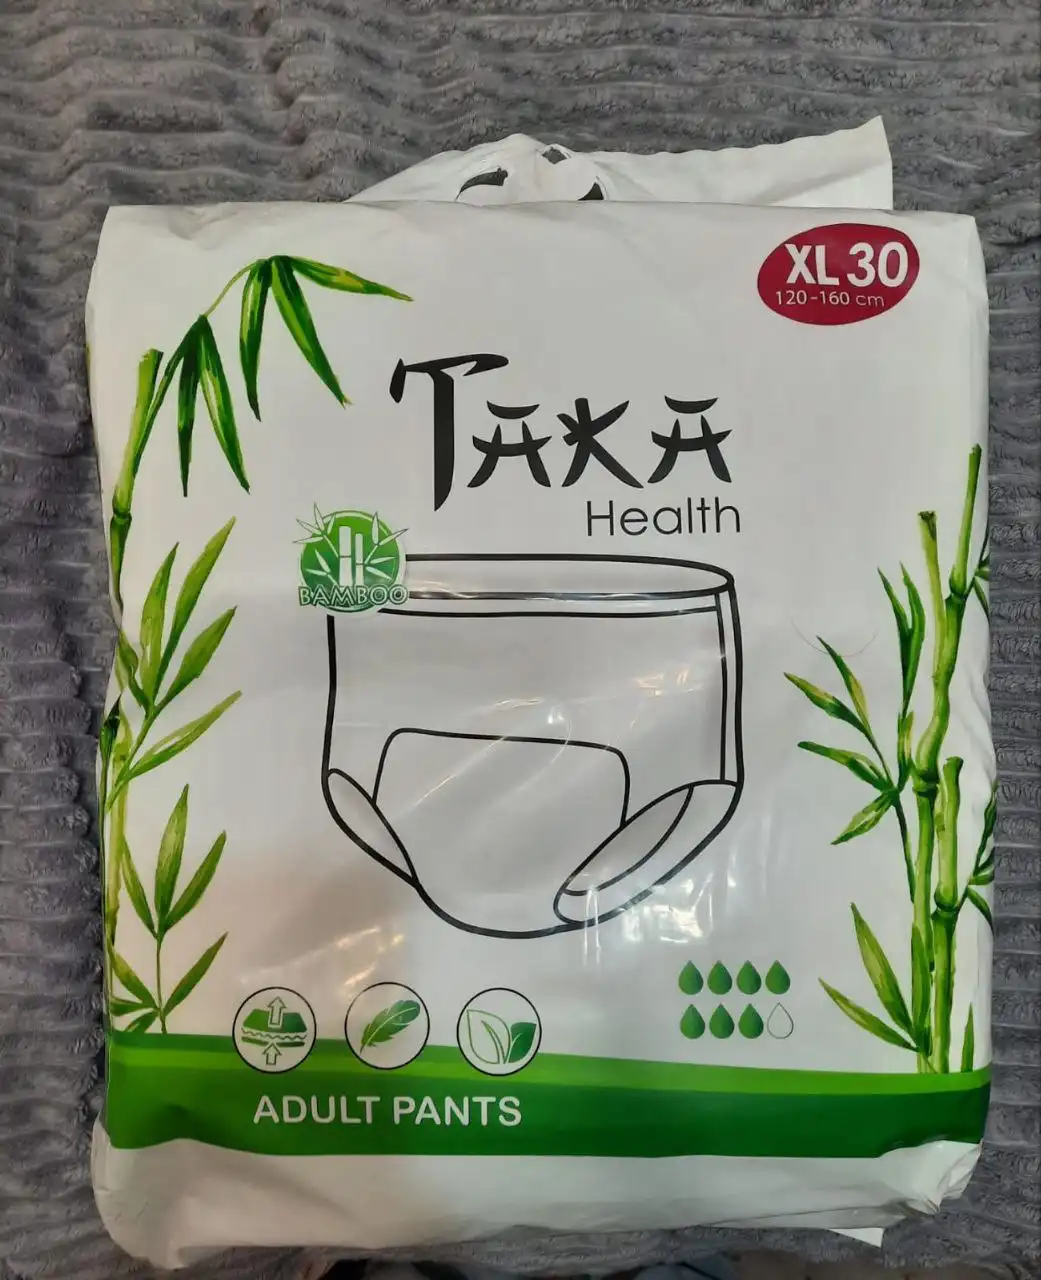 XL 30
120-160 cm
TAKA
Health
BAMBOO
ADULT PANTS